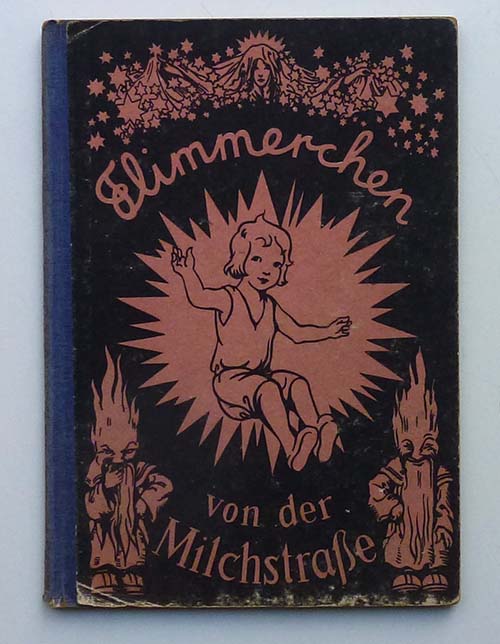 Flimmerchen
von der
Milchstraße